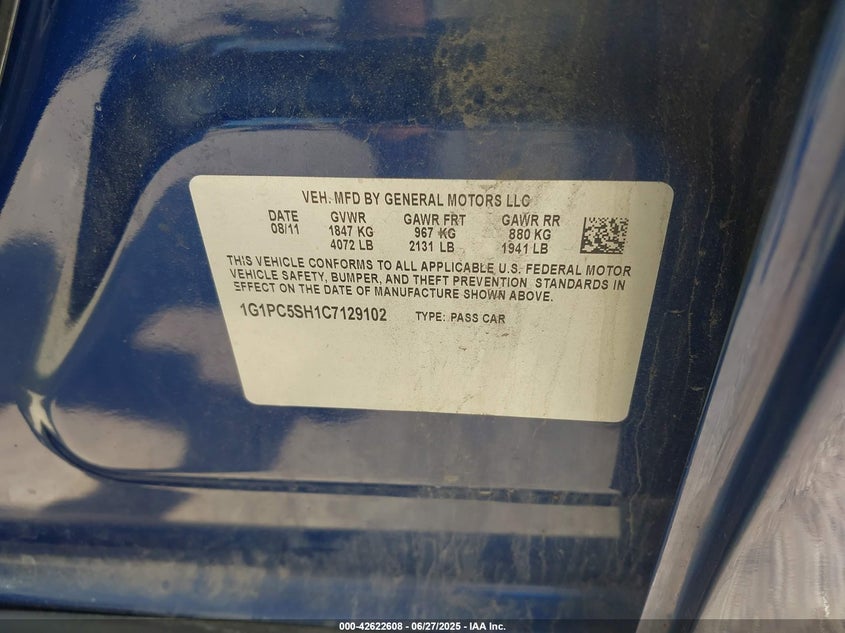 VEH. MFD BY GENERAL MOTORS LLC
DATE GVWR GAWR FRT GAWR RR
08/11 1847 KG 967 KG 880 KG
4072 LB 2131 LB 1941 LB
THIS VEHICLE CONFORMS TO ALL APPLICABLE U.S. FEDERAL MOTOR
VEHICLE SAFETY, BUMPER, AND THEFT PREVENTION STANDARDS IN
EFFECT ON THE DATE OF MANUFACTURE SHOWN ABOVE.
1G1PC5SH1C7129102 TYPE: PASS CAR
000-42622608 - 06/27/2025 - IAA Inc.